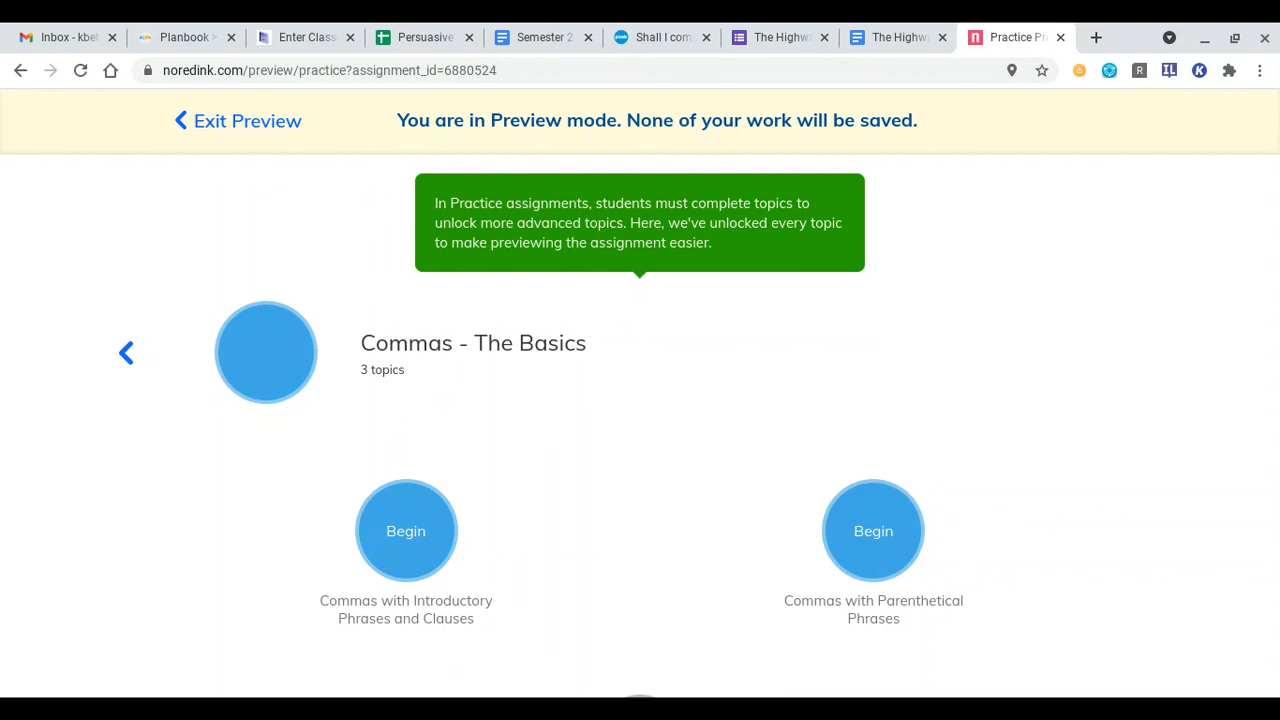 Inbox - kbel
Planbook
Enter Class
Persuasive
Semester 2
Shall I com
The Highw
The Highw
Practice Pr
noredink.com/preview/practice?assignment_id=6880524
R
IL
K
Exit Preview
You are in Preview mode. None of your work will be saved.
In Practice assignments, students must complete topics to
unlock more advanced topics. Here, we've unlocked every topic
to make previewing the assignment easier.
Commas - The Basics
3 topics
Begin
Begin
Commas with Introductory
Phrases and Clauses
Commas with Parenthetical
Phrases